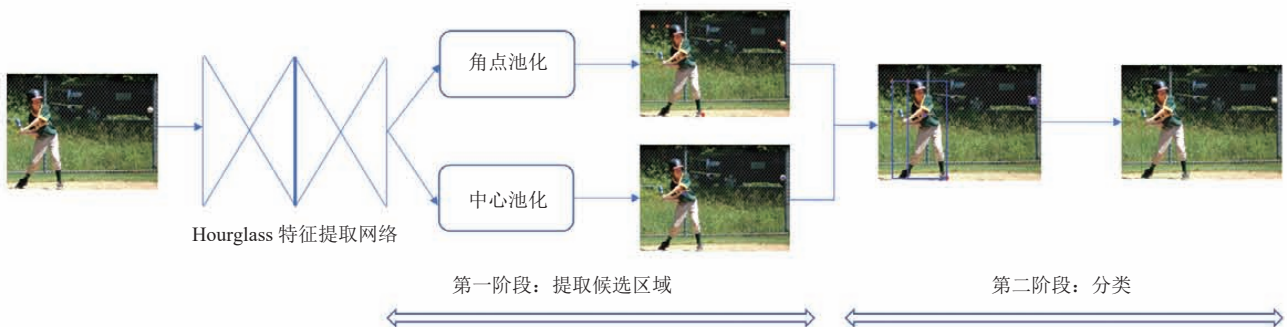 角点池化
中心池化
Hourglass 特征提取网络
第一阶段：提取候选区域
第二阶段：分类